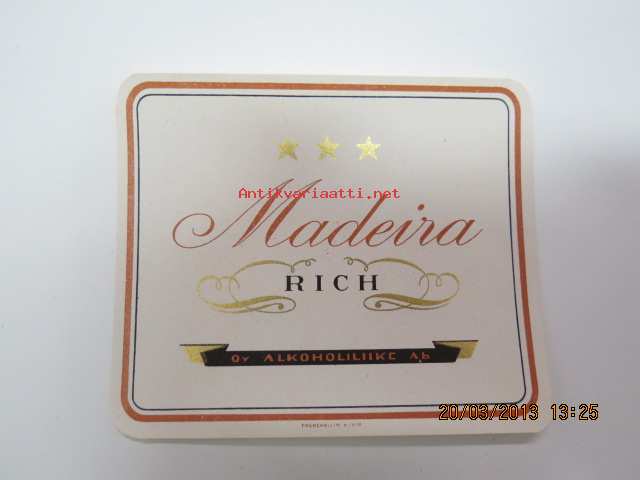 Antikvariaatti.net
Madeira
RICH
OY ALKOHOLILIIKE AB
20/03/2013 13:25